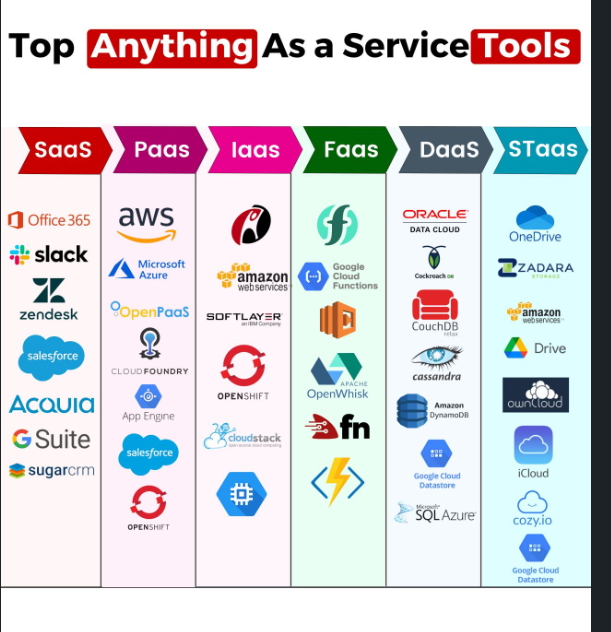 Top Anything As a Service Tools
SaaS
Paas
Iaas
Faas
DaaS
STaas
Office 365
slack
zendesk
salesforce
ACQUIA
G Suite
sugarcrm
aws
Microsoft
Azure
OpenPaaS
CLOUD FOUNDRY
App Engine
salesforce
OPENSHIFT
amazon
webservices
SOFTLAYER
an IBM Company
OPENSHIFT
cloudstack
Google
Cloud
Functions
APACHE
OpenWhisk
fn
ORACLE
DATA CLOUD
Cockroach DB
CouchDB
relax
cassandra
Amazon
DynamoDB
Google Cloud
Datastore
Microsoft
SQL Azure
OneDrive
ZADARA
STORAGE
amazon
webservices
Drive
ownCloud
iCloud
cozy.io
Google Cloud
Datastore